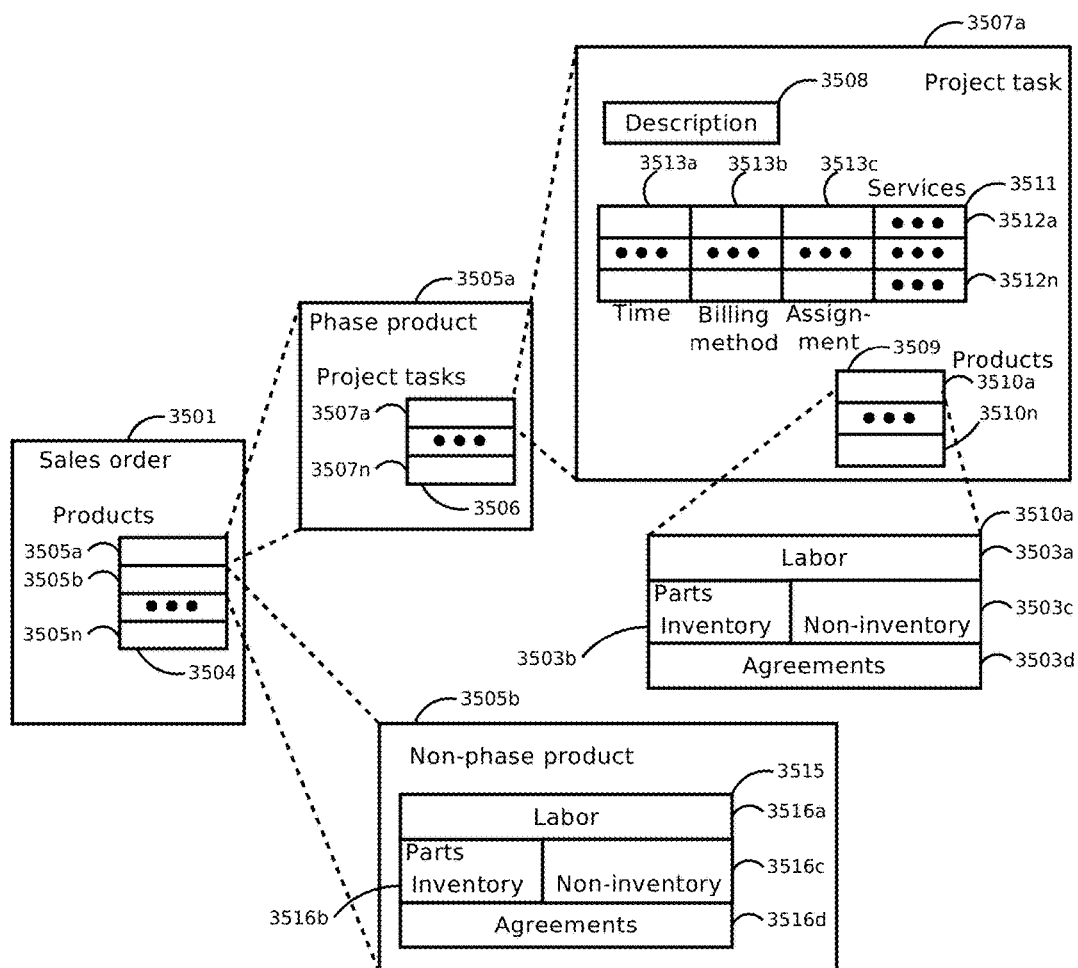 3507a
Project task
3508
Description
3513a
3513b
3513c
Services
3511
3512a
3512n
Time
Billing
method
Assign-
ment
3509
Products
3510a
3510n
3505a
Phase product
Project tasks
3507a
3507n
3506
3501
Sales order
Products
3505a
3505b
3505n
3504
3510a
Labor
3503a
Parts
Inventory
Non-inventory
3503c
3503b
Agreements
3503d
3505b
Non-phase product
3515
Labor
3516a
Parts
Inventory
Non-inventory
3516c
3516b
Agreements
3516d